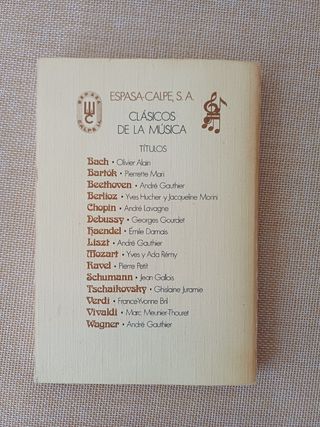 ESPASA-CALPE, S. A.
ESPASA CALPE
CLÁSICOS
DE LA MÚSICA
TÍTULOS
Bach • Olivier Alain
Bartók • Pierrette Mari
Beethoven • André Gauthier
Berlioz • Yves Hucher y Jacqueline Morini
Chopin • André Lavagne
Debussy • Georges Gourdet
Haendel • Émile Damais
Liszt • André Gauthier
Mozart • Yves y Ada Rémy
Ravel • Pierre Petit
Schumann • Jean Gallois
Tschaikovsky • Ghislaine Juramie
Verdi • France-Yvonne Bril
Vivaldi • Marc Meunier-Thouret
Wagner • André Gauthier